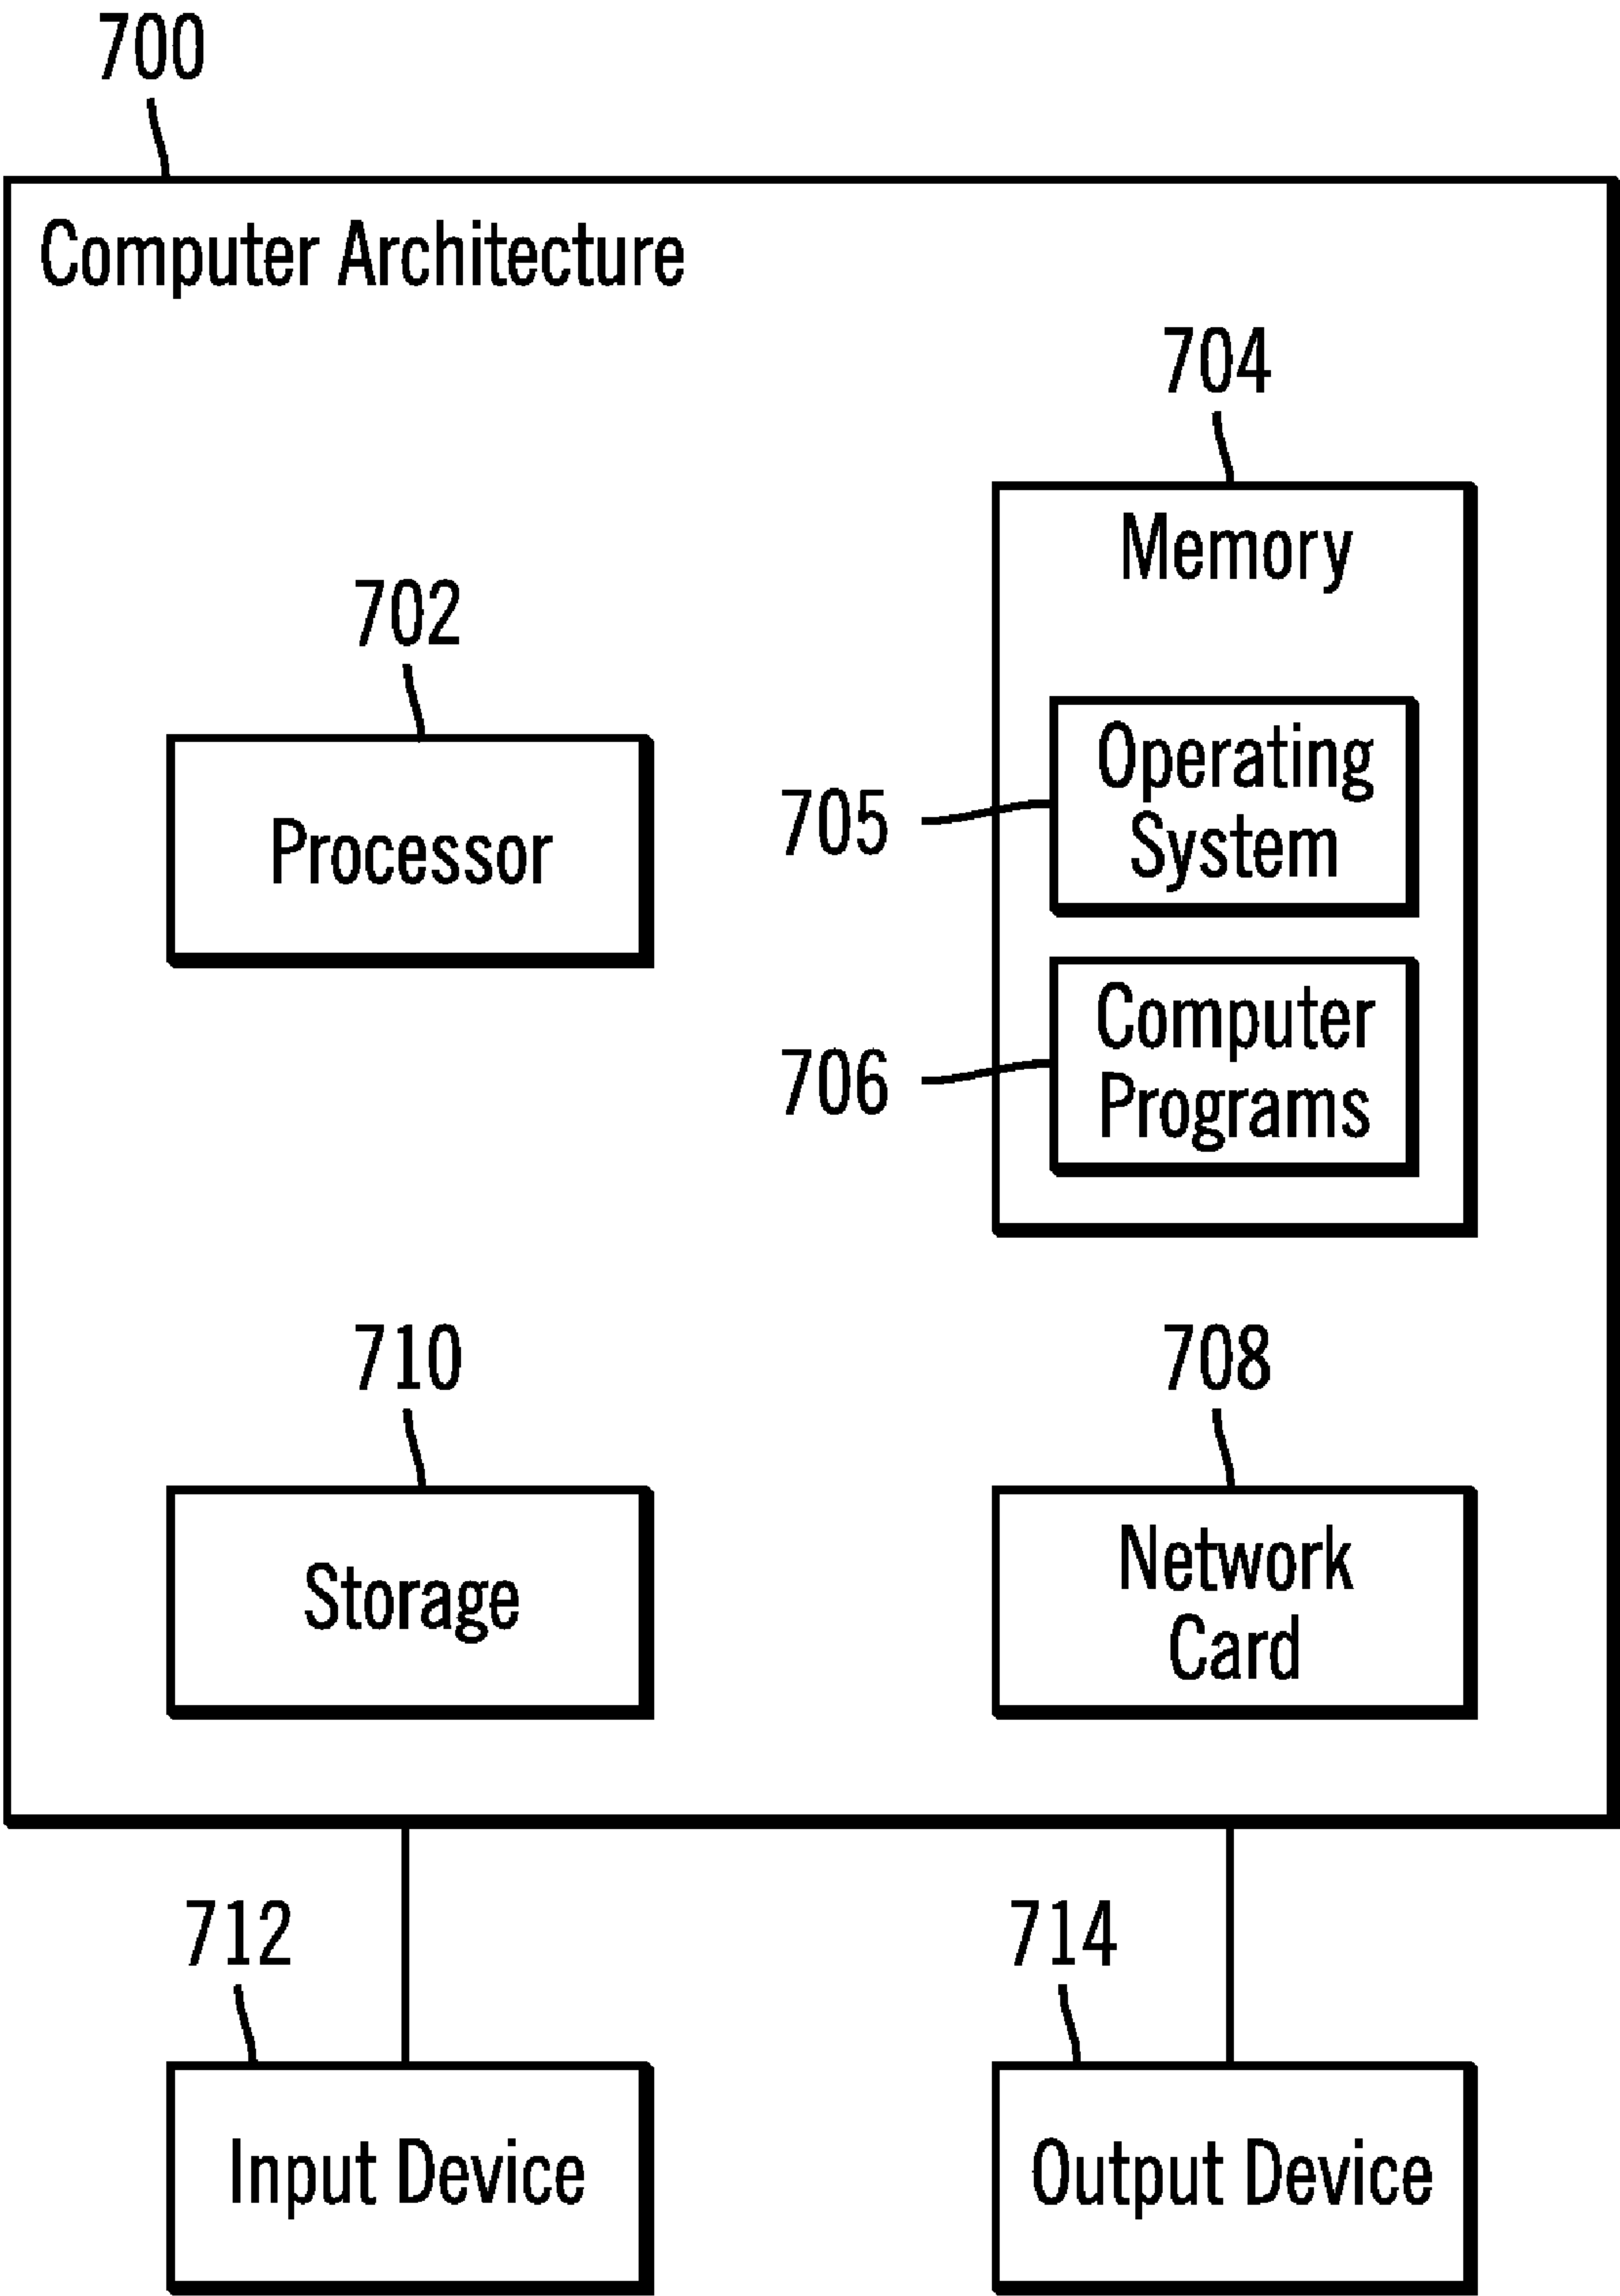 700
Computer Architecture
704
Memory
702
Processor
705
Operating
System
706
Computer
Programs
710
Storage
708
Network
Card
712
Input Device
714
Output Device